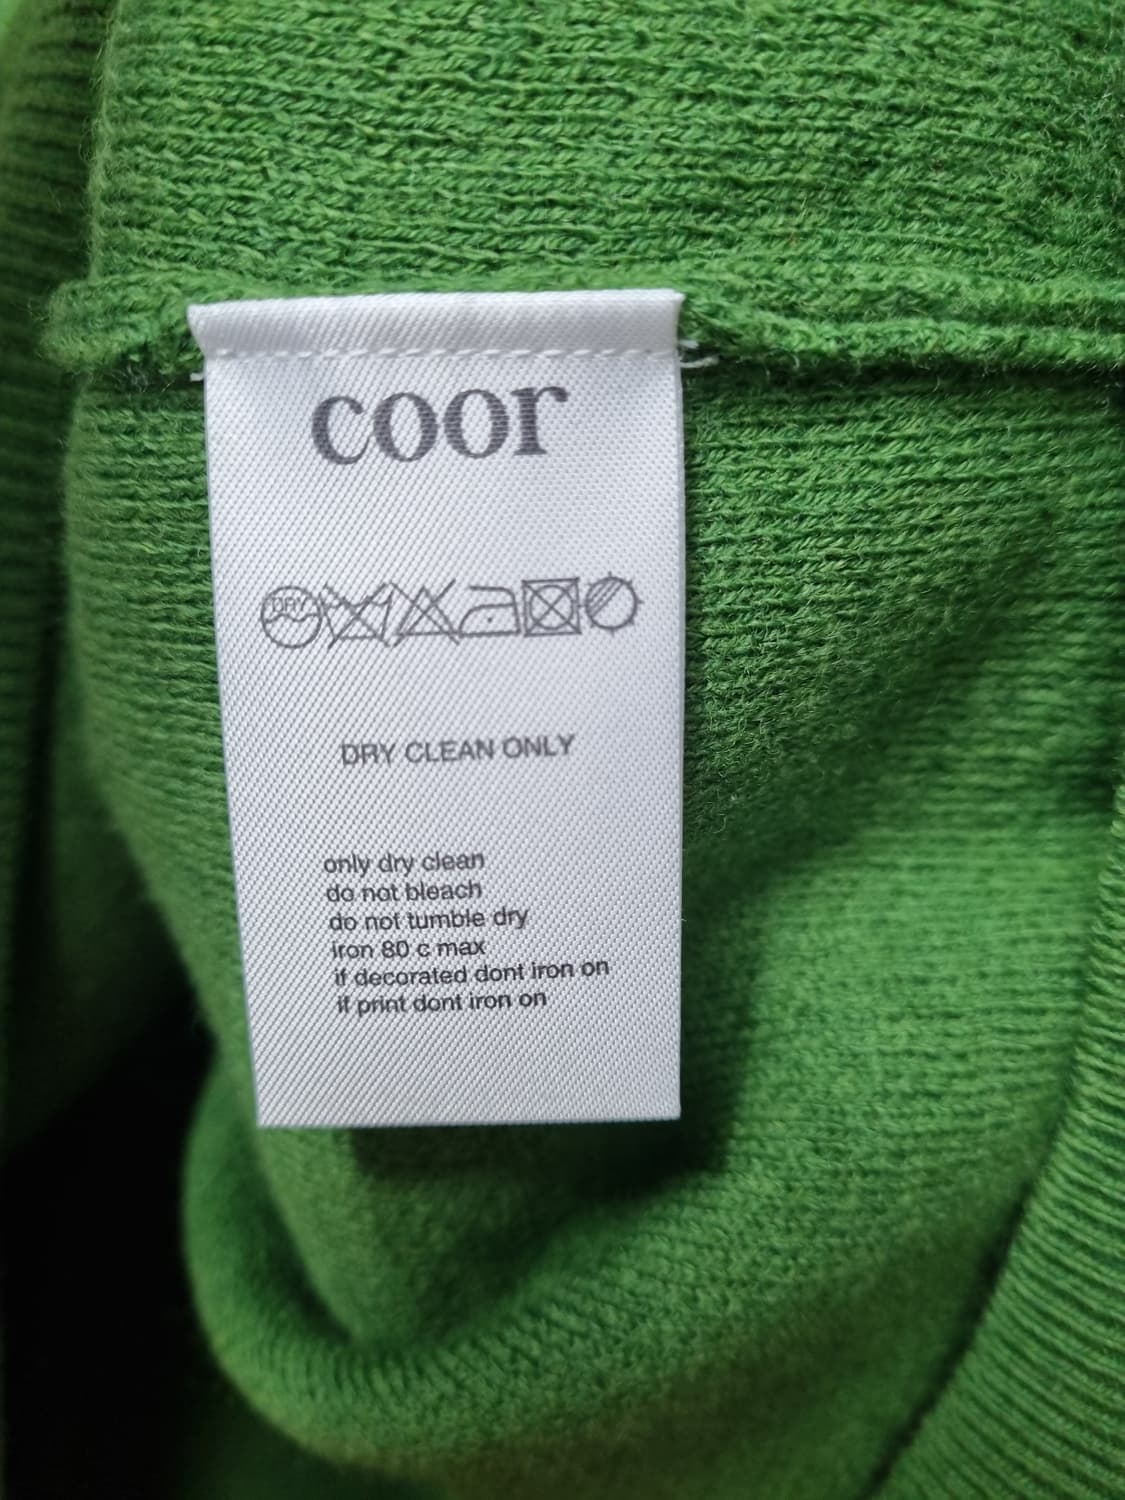 coor
DRY
DRY CLEAN ONLY
only dry clean
do not bleach
do not tumble dry
iron 80 c max
if decorated dont iron on
if print dont iron on